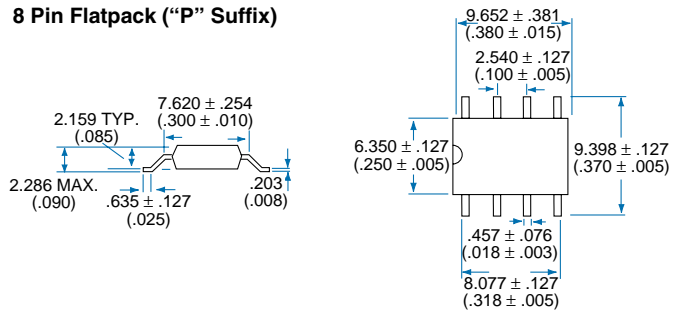 8 Pin Flatpack (“P” Suffix)
9.652 ± .381
(.380 ± .015)
2.540 ± .127
(.100 ± .005)
7.620 ± .254
(.300 ± .010)
2.159 TYP.
(.085)
6.350 ± .127
(.250 ± .005)
9.398 ± .127
(.370 ± .005)
2.286 MAX.
(.090)
.635 ± .127
(.025)
.203
(.008)
.457 ± .076
(.018 ± .003)
8.077 ± .127
(.318 ± .005)